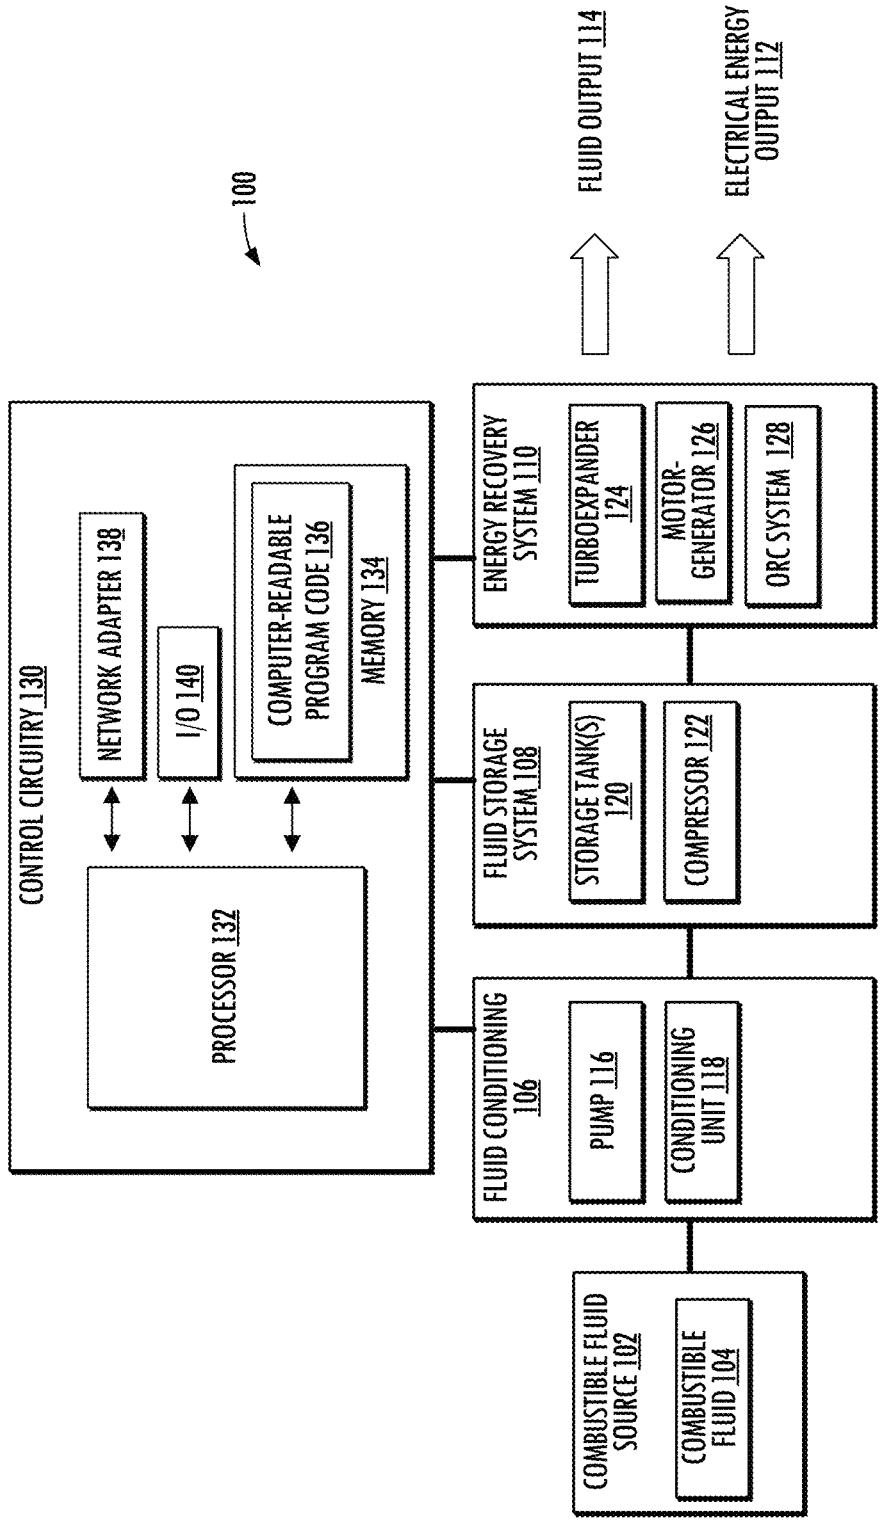 100
CONTROL CIRCUITRY 130
PROCESSOR 132
NETWORK ADAPTER 138
I/O 140
COMPUTER-READABLE
PROGRAM CODE 136
MEMORY 134
COMBUSTIBLE FLUID
SOURCE 102
COMBUSTIBLE
FLUID 104
FLUID CONDITIONING
106
PUMP 116
CONDITIONING
UNIT 118
FLUID STORAGE
SYSTEM 108
STORAGE TANK(S)
120
COMPRESSOR 122
ENERGY RECOVERY
SYSTEM 110
TURBOEXPANDER
124
MOTOR-
GENERATOR 126
ORC SYSTEM 128
FLUID OUTPUT 114
ELECTRICAL ENERGY
OUTPUT 112